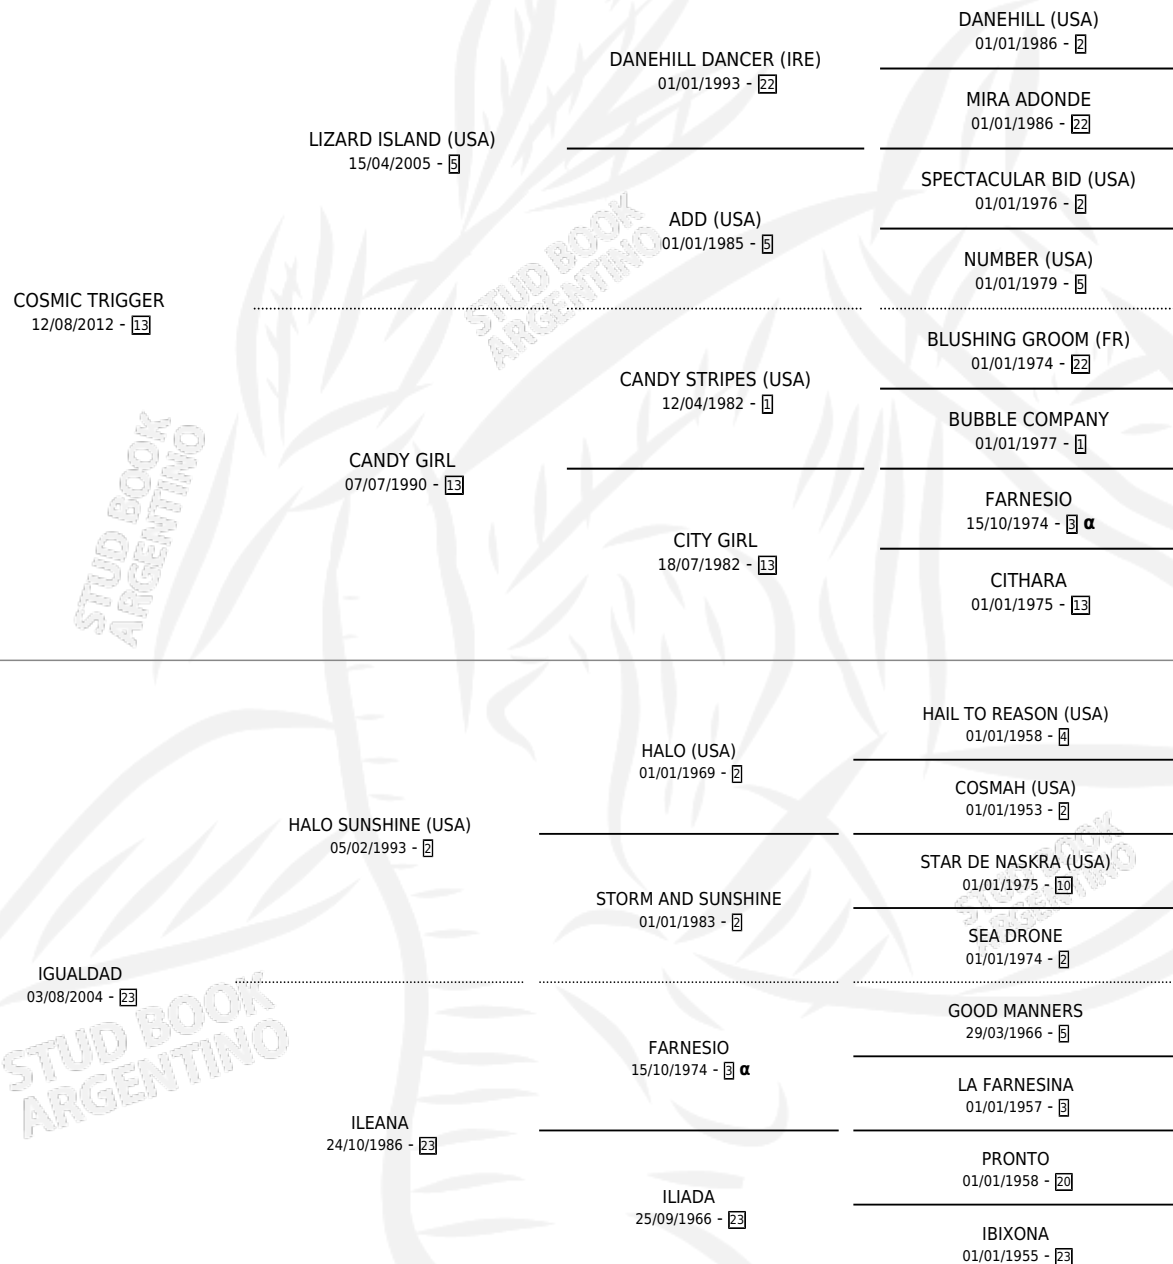 DANEHILL (USA)
01/01/1986 - 2
DANEHILL DANCER (IRE)
01/01/1993 - 22
MIRA ADONDE
01/01/1986 - 22
LIZARD ISLAND (USA)
15/04/2005 - 5
SPECTACULAR BID (USA)
01/01/1976 - 2
ADD (USA)
01/01/1985 - 5
NUMBER (USA)
01/01/1979 - 5
COSMIC TRIGGER
12/08/2012 - 13
BLUSHING GROOM (FR)
01/01/1974 - 22
CANDY STRIPES (USA)
12/04/1982 - 1
BUBBLE COMPANY
01/01/1977 - 1
CANDY GIRL
07/07/1990 - 13
FARNESIO
15/10/1974 - 3 α
CITY GIRL
18/07/1982 - 13
CITHARA
01/01/1975 - 13
HAIL TO REASON (USA)
01/01/1958 - 4
HALO (USA)
01/01/1969 - 2
COSMAH (USA)
01/01/1953 - 2
HALO SUNSHINE (USA)
05/02/1993 - 2
STAR DE NASKRA (USA)
01/01/1975 - 10
STORM AND SUNSHINE
01/01/1983 - 2
SEA DRONE
01/01/1974 - 2
IGUALDAD
03/08/2004 - 23
GOOD MANNERS
29/03/1966 - 5
FARNESIO
15/10/1974 - 3 α
LA FARNESINA
01/01/1957 - 3
ILEANA
24/10/1986 - 23
PRONTO
01/01/1958 - 20
ILIADA
25/09/1966 - 23
IBIXONA
01/01/1955 - 23
STUD BOOK
ARGENTINO
STUD BOOK
ARGENTINO
STUD BOOK
ARGENTINO
STUD BOOK
ARGENTINO